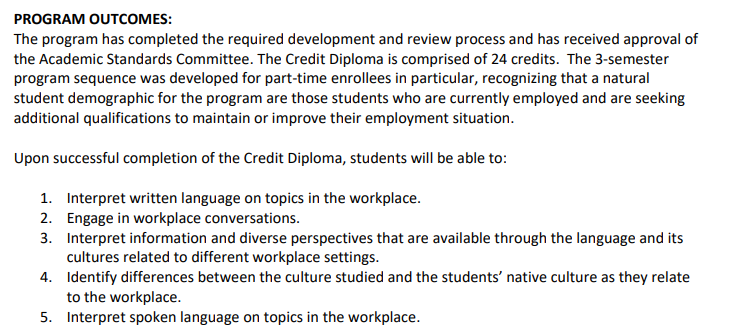 PROGRAM OUTCOMES:
The program has completed the required development and review process and has received approval of
the Academic Standards Committee. The Credit Diploma is comprised of 24 credits.  The 3-semester
program sequence was developed for part-time enrollees in particular, recognizing that a natural
student demographic for the program are those students who are currently employed and are seeking
additional qualifications to maintain or improve their employment situation.
Upon successful completion of the Credit Diploma, students will be able to:
1. Interpret written language on topics in the workplace.
2. Engage in workplace conversations.
3. Interpret information and diverse perspectives that are available through the language and its
cultures related to different workplace settings.
4. Identify differences between the culture studied and the students’ native culture as they relate
to the workplace.
5. Interpret spoken language on topics in the workplace.